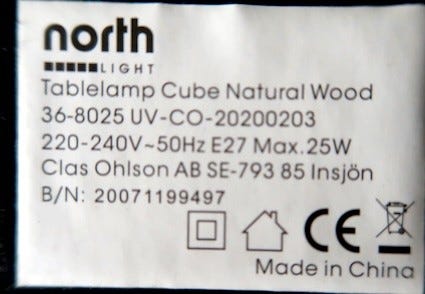 north
LIGHT
Tablelamp Cube Natural Wood
36-8025 UV-CO-20200203
220-240V~50Hz E27 Max.25W
Clas Ohlson AB SE-793 85 Insjön
B/N: 20071199497
CE
Made in China